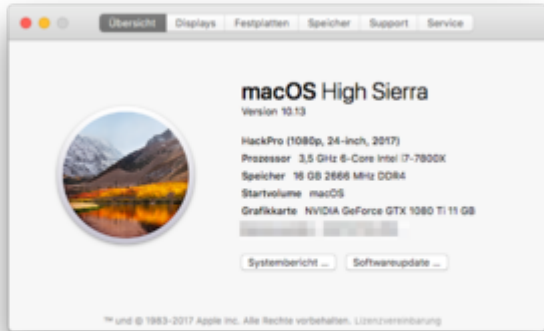 Übersicht Displays Festplatten Speicher Support Service
macOS High Sierra
Version 10.13
HackPro (1080p, 24-inch, 2017)
Prozessor 3,5 GHz 6-Core Intel i7-7800X
Speicher 16 GB 2666 MHz DDR4
Startvolume macOS
Grafikkarte NVIDIA GeForce GTX 1080 Ti 11 GB
Systembericht ... Softwareupdate ...
™ und © 1983-2017 Apple Inc. Alle Rechte vorbehalten. Lizenzvereinbarung